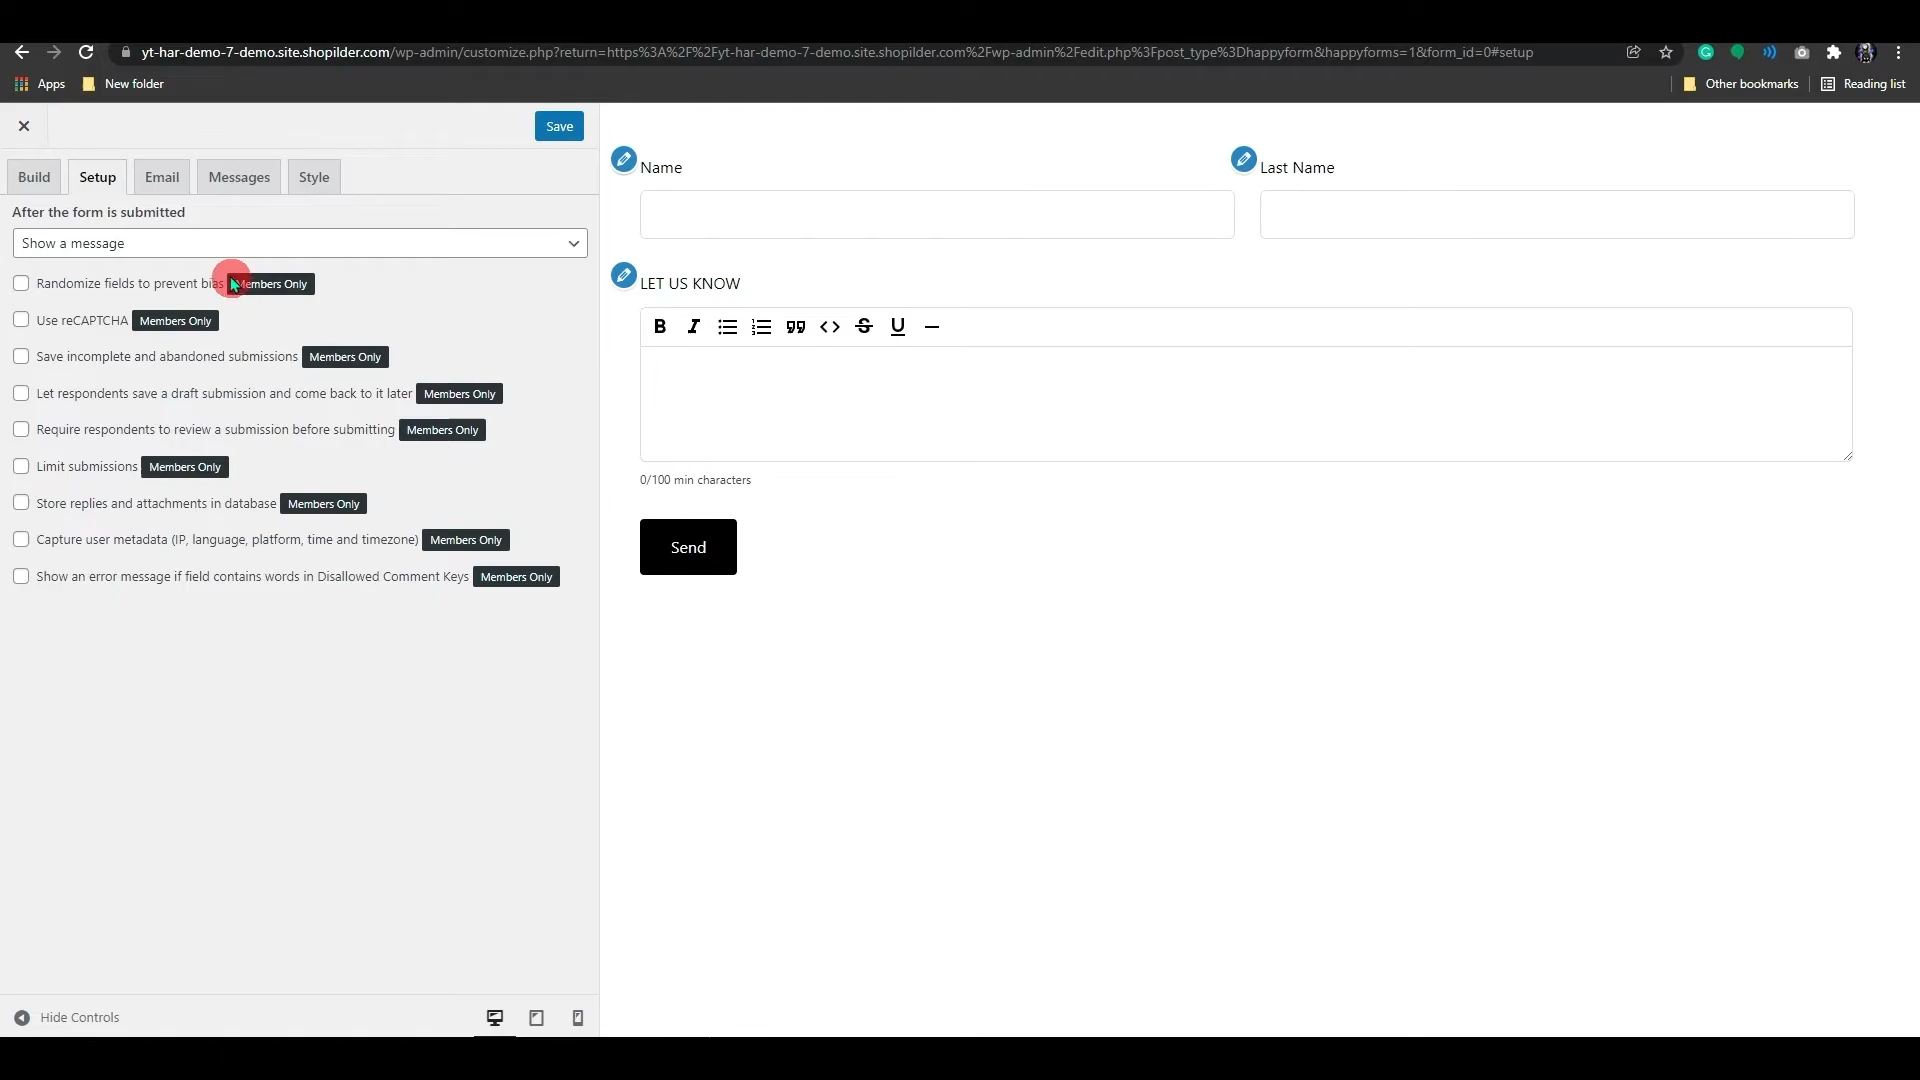 yt-har-demo-7-demo.site.shopilder.com/wp-admin/customize.php?return=https%3A%2F%2Fyt-har-demo-7-demo.site.shopilder.com%2Fwp-admin%2Fedit.php%3Fpost_type%3Dhappyform&happyforms=1&form_id=0#setup
Apps New folder Other bookmarks Reading list
Save
Build Setup Email Messages Style
After the form is submitted
Show a message
Randomize fields to prevent bias Members Only
Use reCAPTCHA Members Only
Save incomplete and abandoned submissions Members Only
Let respondents save a draft submission and come back to it later Members Only
Require respondents to review a submission before submitting Members Only
Limit submissions Members Only
Store replies and attachments in database Members Only
Capture user metadata (IP, language, platform, time and timezone) Members Only
Show an error message if field contains words in Disallowed Comment Keys Members Only
Hide Controls
Name Last Name
LET US KNOW
0/100 min characters
Send